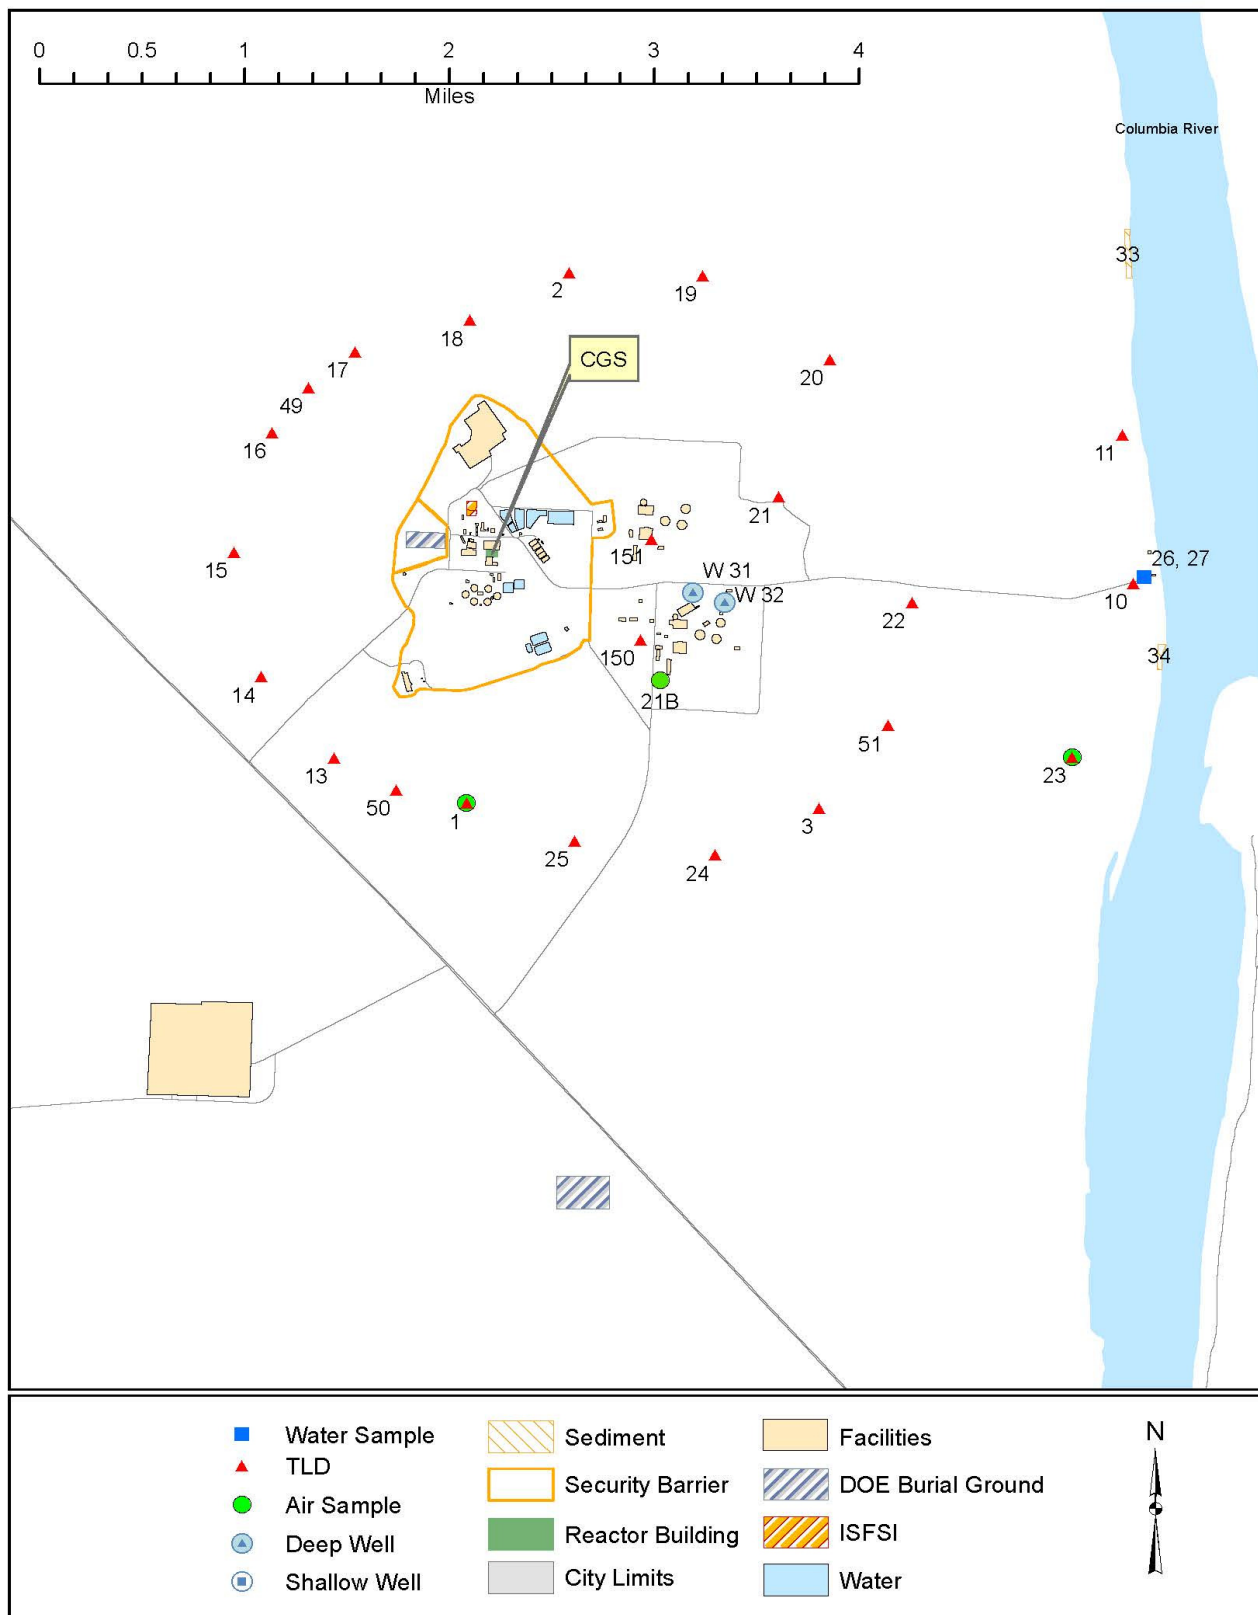 0 0.5 1 2 3 4
Miles
Columbia River
33
2
19
18
17
CGS
20
49
16
11
21
15
151
26, 27
W 31
10
W 32
22
150
34
14
21B
51
13
23
50
1
3
25
24
N
Water Sample
TLD
Air Sample
Deep Well
Shallow Well
Sediment
Security Barrier
Reactor Building
City Limits
Facilities
DOE Burial Ground
ISFSI
Water